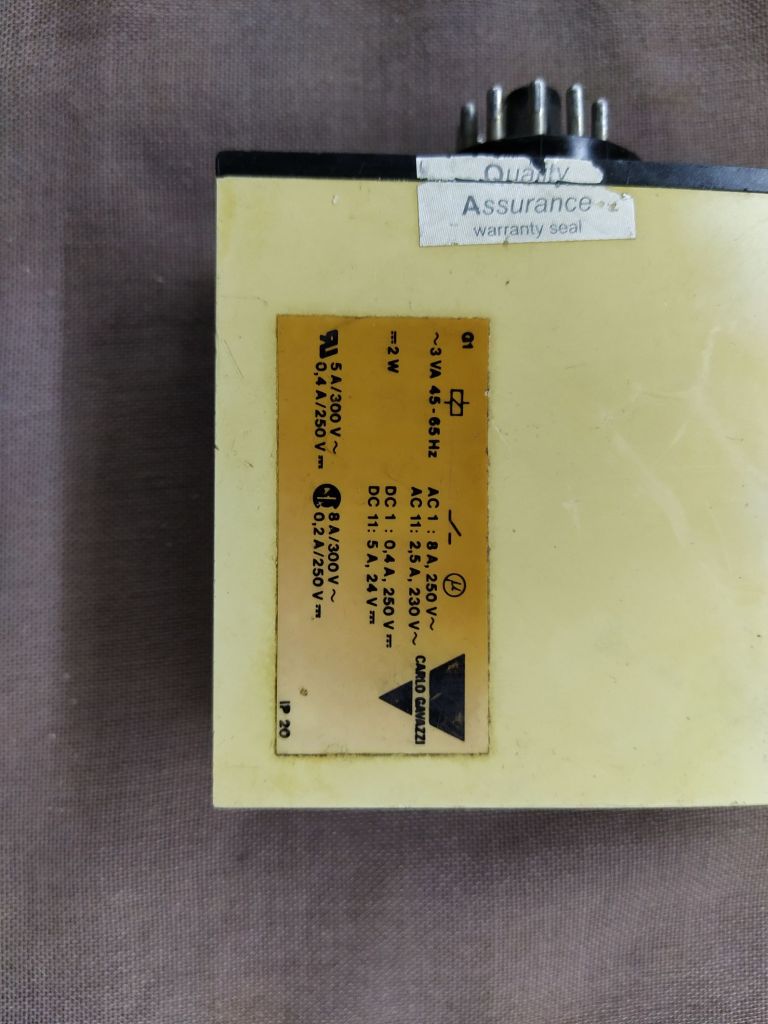 Quality
Assurance
warranty seal
G1
~3 VA 45-65 Hz
⎓2 W
µ
AC 1 : 8 A, 250 V~
AC 11: 2,5 A, 230 V~
DC 1 : 0,4 A, 250 V⎓
DC 11: 5 A, 24 V⎓
CARLO GAVAZZI
5 A/300 V~
0,4 A/250 V⎓
8 A/300 V~
0,2 A/250 V⎓
IP 20